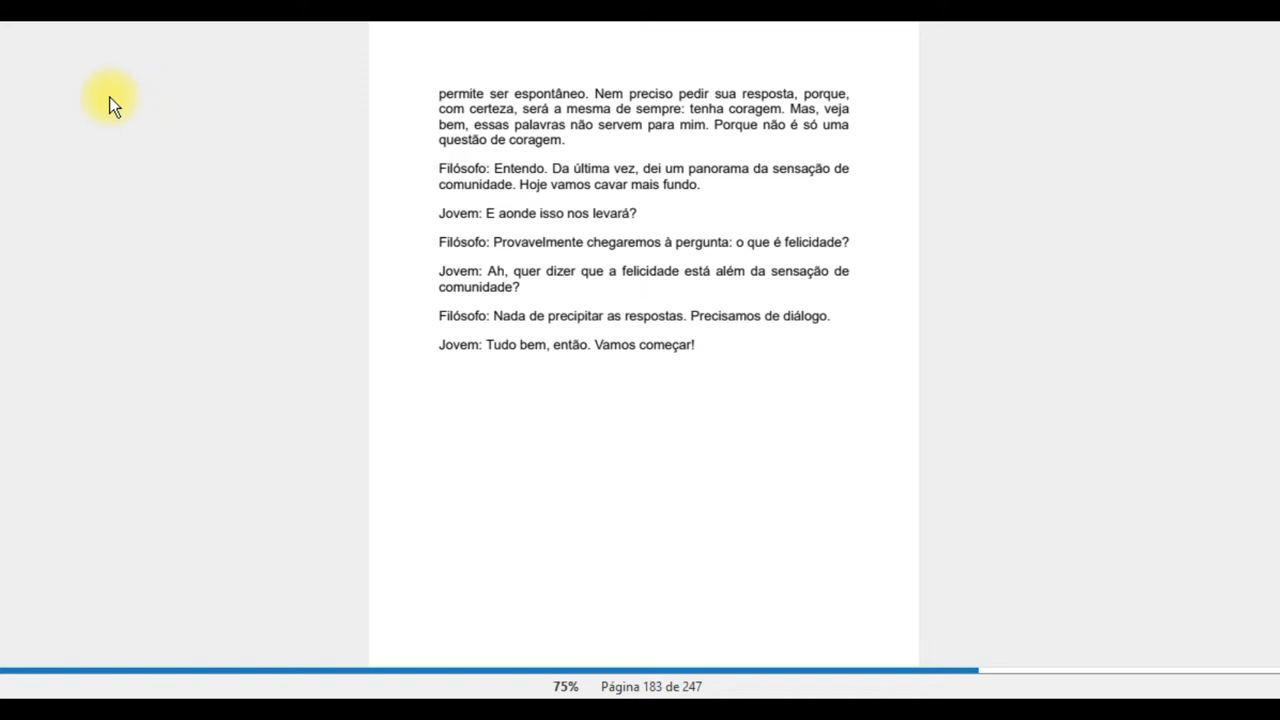 permite ser espontâneo. Nem preciso pedir sua resposta, porque,
com certeza, será a mesma de sempre: tenha coragem. Mas, veja
bem, essas palavras não servem para mim. Porque não é só uma
questão de coragem.
Filósofo: Entendo. Da última vez, dei um panorama da sensação de
comunidade. Hoje vamos cavar mais fundo.
Jovem: E aonde isso nos levará?
Filósofo: Provavelmente chegaremos à pergunta: o que é felicidade?
Jovem: Ah, quer dizer que a felicidade está além da sensação de
comunidade?
Filósofo: Nada de precipitar as respostas. Precisamos de diálogo.
Jovem: Tudo bem, então. Vamos começar!
75% Página 183 de 247